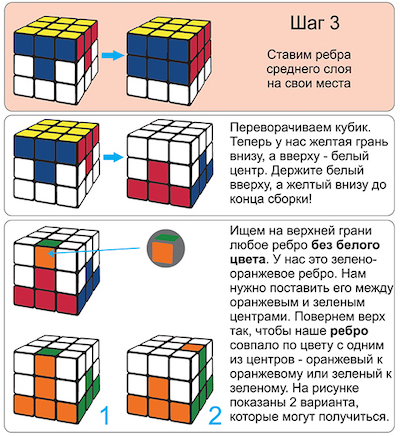 Шаг 3
Ставим ребра
среднего слоя
на свои места
Переворачиваем кубик.
Теперь у нас желтая грань
внизу, а вверху - белый
центр. Держите белый
вверху, а желтый внизу до
конца сборки!
Ищем на верхней грани
любое ребро без белого
цвета. У нас это зелено-
оранжевое ребро. Нам
нужно поставить его между
оранжевым и зеленым
центрами. Повернем верх
так, чтобы наше ребро
совпало по цвету с одним
из центров - оранжевый к
оранжевому или зеленый к
зеленому. На рисунке
показаны 2 варианта,
которые могут получиться.
1
2